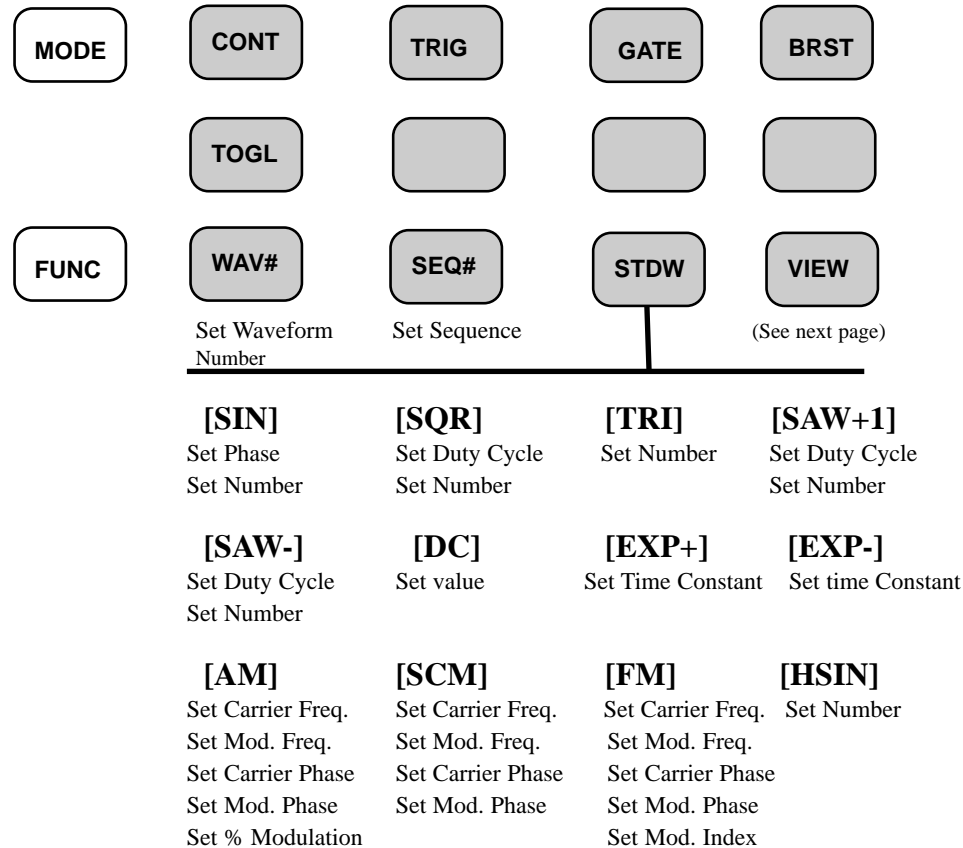 MODE CONT TRIG GATE BRST
TOGL
FUNC WAV# SEQ# STDW VIEW
Set Waveform Set Sequence (See next page)
Number
[SIN] [SQR] [TRI] [SAW+1]
Set Phase Set Duty Cycle Set Number Set Duty Cycle
Set Number Set Number Set Number
[SAW-] [DC] [EXP+] [EXP-]
Set Duty Cycle Set value Set Time Constant Set time Constant
Set Number
[AM] [SCM] [FM] [HSIN]
Set Carrier Freq. Set Carrier Freq. Set Carrier Freq. Set Number
Set Mod. Freq. Set Mod. Freq. Set Mod. Freq.
Set Carrier Phase Set Carrier Phase Set Carrier Phase
Set Mod. Phase Set Mod. Phase Set Mod. Phase
Set % Modulation Set Mod. Index